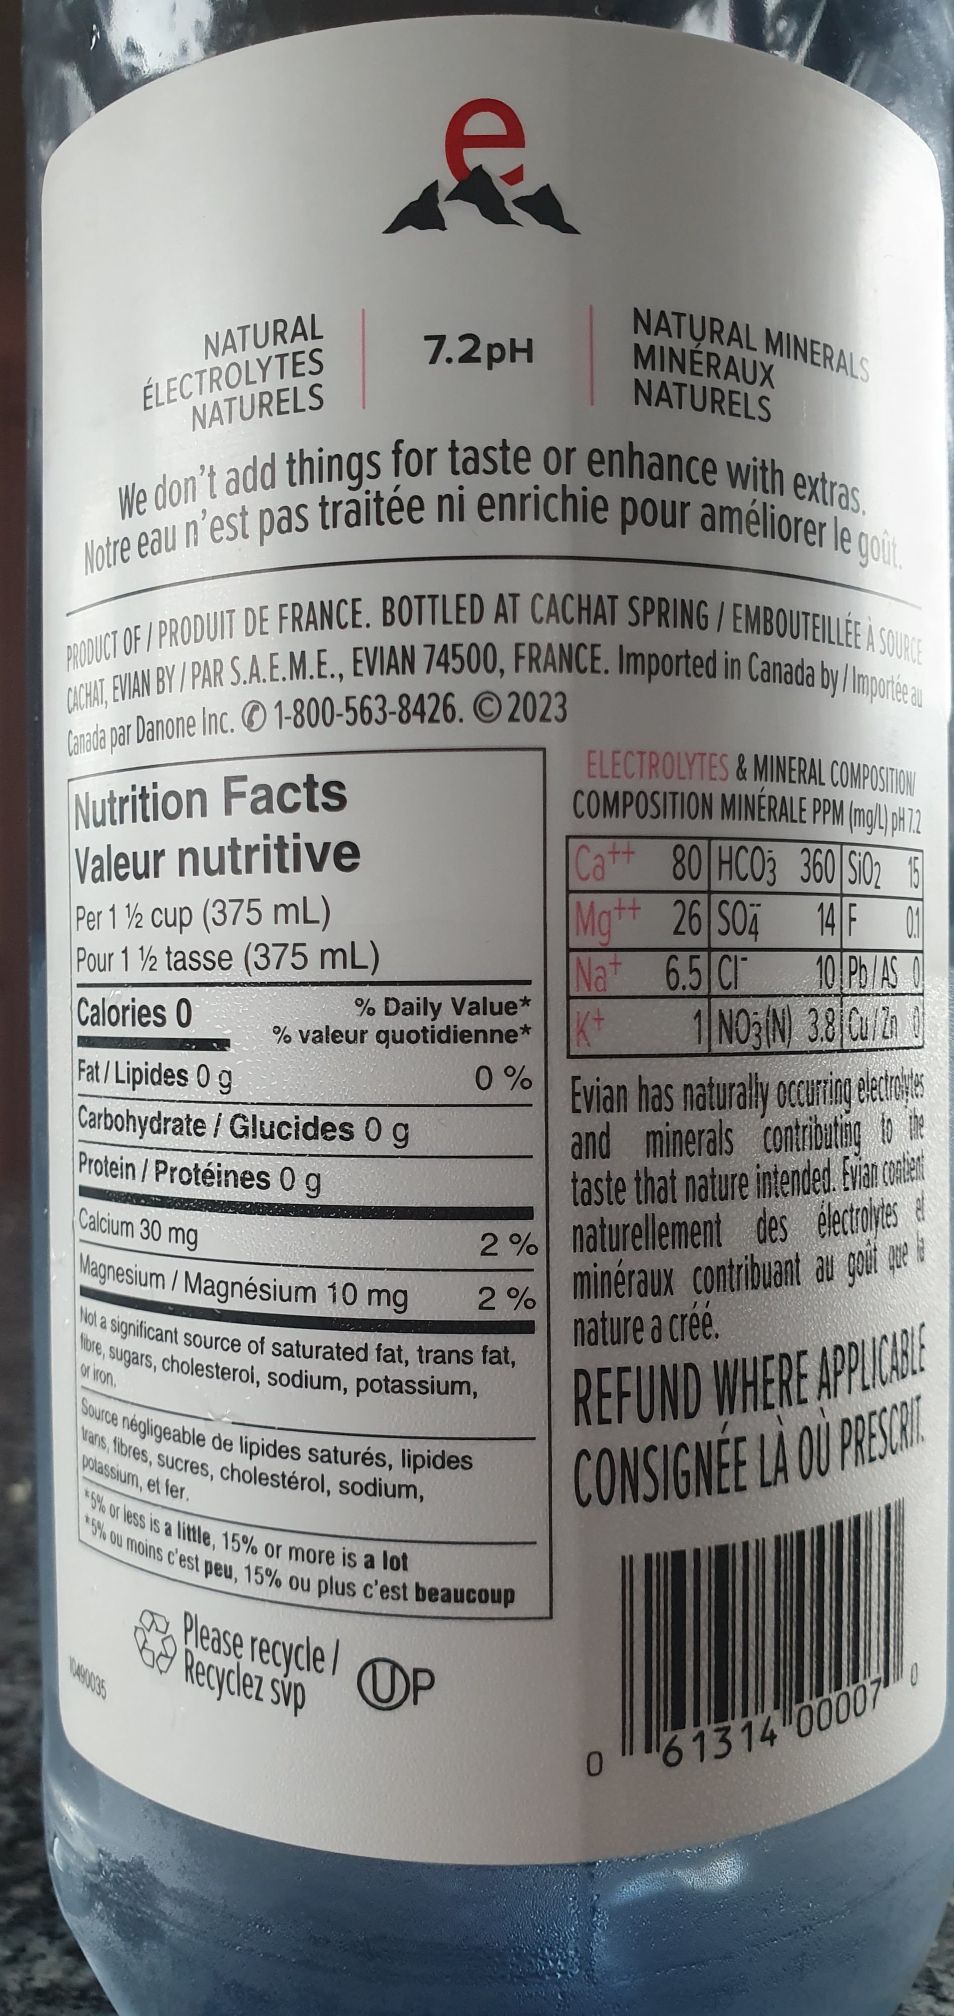 e
NATURAL
ÉLECTROLYTES
NATURELS
7.2pH
NATURAL MINERALS
MINÉRAUX
NATURELS
We don't add things for taste or enhance with extras.
Notre eau n'est pas traitée ni enrichie pour améliorer le goût.
PRODUCT OF / PRODUIT DE FRANCE. BOTTLED AT CACHAT SPRING / EMBOUTEILLÉE À SOURCE
CACHAT, EVIAN BY / PAR S.A.E.M.E., EVIAN 74500, FRANCE. Imported in Canada by / Importée au
Canada par Danone Inc. ✆ 1-800-563-8426. © 2023
Nutrition Facts
Valeur nutritive
Per 1 ½ cup (375 mL)
Pour 1 ½ tasse (375 mL)
Calories 0
% Daily Value*
% valeur quotidienne*
Fat / Lipides 0 g 0 %
Carbohydrate / Glucides 0 g
Protein / Protéines 0 g
Calcium 30 mg 2 %
Magnesium / Magnésium 10 mg 2 %
Not a significant source of saturated fat, trans fat,
fibre, sugars, cholesterol, sodium, potassium,
or iron.
Source négligeable de lipides saturés, lipides
trans, fibres, sucres, cholestérol, sodium,
potassium, et fer.
*5% or less is a little, 15% or more is a lot
*5% ou moins c'est peu, 15% ou plus c'est beaucoup
ELECTROLYTES & MINERAL COMPOSITION/
COMPOSITION MINÉRALE PPM (mg/L) pH 7.2
Ca++ 80 HCO3- 360 SiO2 15
Mg++ 26 SO4= 14 F 0.1
Na+ 6.5 Cl- 10 Pb / AS 0
K+ 1 NO3- (N) 3.8 Cu / Zn 0
Evian has naturally occurring electrolytes
and minerals contributing to the
taste that nature intended. Evian contient
naturellement des électrolytes et
minéraux contribuant au goût que la
nature a créé.
REFUND WHERE APPLICABLE
CONSIGNÉE LÀ OÙ PRESCRIT.
Please recycle /
Recyclez svp
UP
10490035
0 61314 00007 0